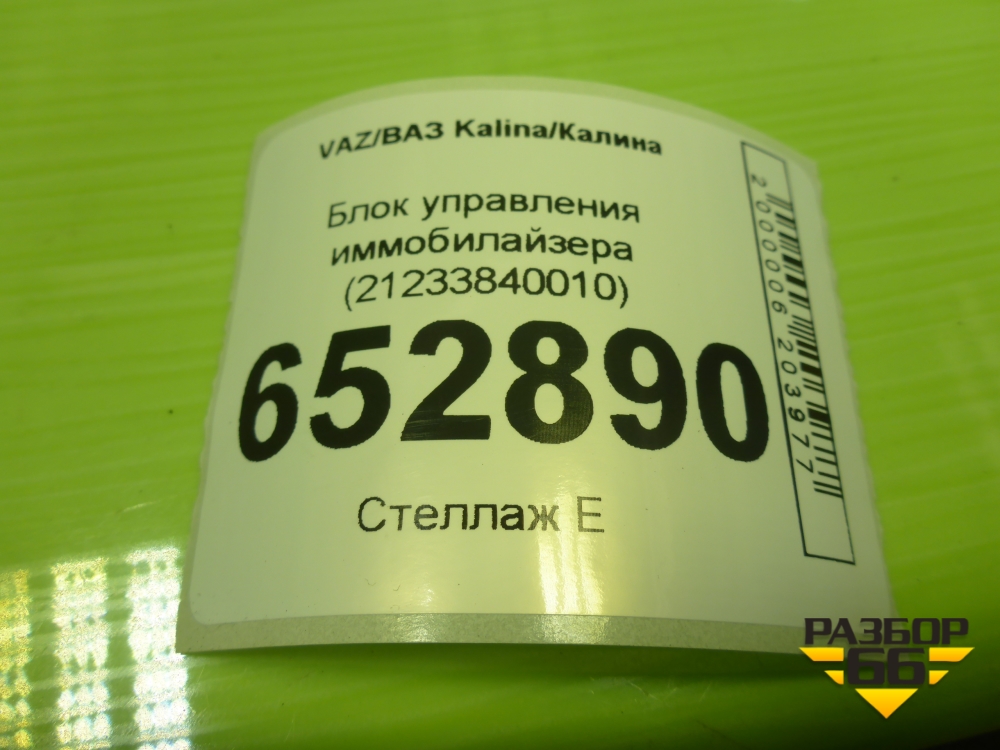 VAZ/ВАЗ Kalina/Калина
Блок управления
иммобилайзера
(21233840010)
652890
Стеллаж Е
2000006203977
РАЗБОР
66